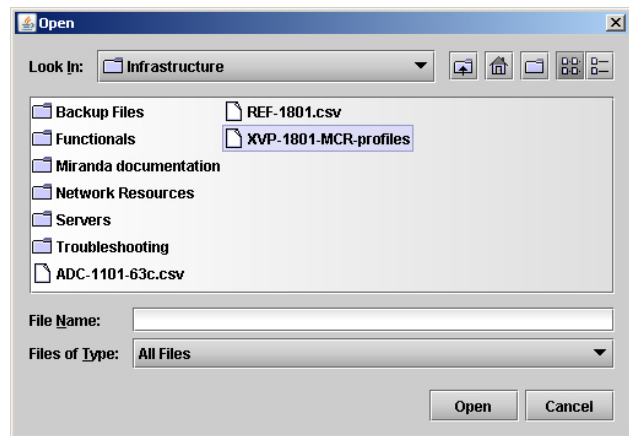 Open
Look In: Infrastructure
Backup Files
Functionals
Miranda documentation
Network Resources
Servers
Troubleshooting
ADC-1101-63c.csv
REF-1801.csv
XVP-1801-MCR-profiles
File Name:
Files of Type: All Files
Open Cancel